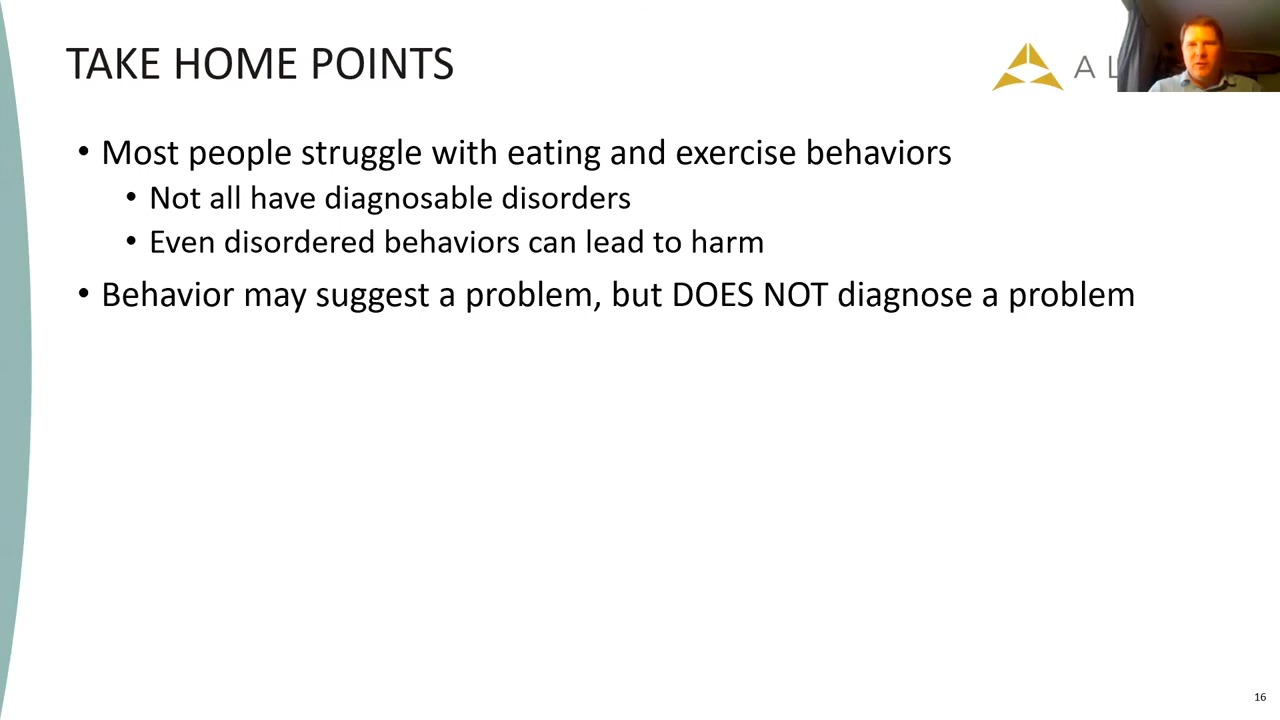 TAKE HOME POINTS
• Most people struggle with eating and exercise behaviors
• Not all have diagnosable disorders
• Even disordered behaviors can lead to harm
• Behavior may suggest a problem, but DOES NOT diagnose a problem
16